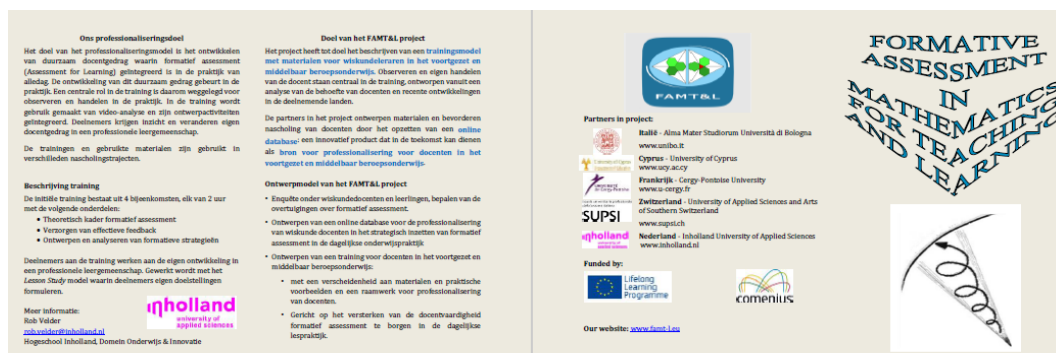 Ons professionaliseringsdoel
Het doel van het professionaliseringsmodel is het ontwikkelen
van duurzaam docentgedrag waarin formatief assessment
(Assessment for Learning) geïntegreerd is in de praktijk van
alledag. De ontwikkeling van dit duurzaam gedrag gebeurt in de
praktijk. Een centrale rol in de training is daarom weggelegd voor
observeren en handelen in de praktijk. In de training wordt
gebruik gemaakt van video-analyse en zijn ontwerpactiviteiten
geïntegreerd. Deelnemers krijgen inzicht en veranderen eigen
docentgedrag in een professionele leergemeenschap.
De trainingen en gebruikte materialen zijn gebruikt in
verschillden nascholingstrajecten.
Beschrijving training
De initiële training bestaat uit 4 bijeenkomsten, elk van 2 uur
met de volgende onderdelen:
• Theoretisch kader formatief assessment
• Verzorgen van effectieve feedback
• Ontwerpen en analyseren van formatieve strategieën
Deelnemers aan de training werken aan de eigen ontwikkeling in
een professionele leergemeenschap. Gewerkt wordt met het
Lesson Study model waarin deelnemers eigen doelstellingen
formuleren.
Meer informatie:
Rob Velder
rob.velder@inholland.nl
Hogeschool Inholland, Domein Onderwijs & Innovatie
inholland
university of
applied sciences
Doel van het FAMT&L project
Het project heeft tot doel het beschrijven van een trainingsmodel
met materialen voor wiskundeleraren in het voortgezet en
middelbaar beroepsonderwijs. Observeren en eigen handelen
van de docent staan centraal in de training, ontworpen vanuit een
analyse van de behoefte van docenten en recente ontwikkelingen
in de deelnemende landen.
De partners in het project ontwerpen materialen en bevorderen
nascholing van docenten door het opzetten van een online
database: een innovatief product dat in de toekomst kan dienen
als bron voor professionalisering voor docenten in het
voortgezet en middelbaar beroepsonderwijs.
Ontwerpmodel van het FAMT&L project
• Enquête onder wiskundedocenten en leerlingen, bepalen van de
overtuigingen over formatief assessment.
• Ontwerpen van een online database voor de professionalisering
van wiskunde docenten in het strategisch inzetten van formatief
assessment in de dagelijkse onderwijspraktijk
• Ontwerpen van een training voor docenten in het voortgezet en
middelbaar beroepsonderwijs:
• met een verscheidenheid aan materialen en praktische
voorbeelden en een raamwerk voor professionalisering
van docenten.
• Gericht op het versterken van de docentvaardigheid
formatief assessment te borgen in de dagelijkse
lespraktijk.
FAMT&L
Partners in project:
Italië - Alma Mater Studiorum Università di Bologna
www.unibo.it
Cyprus - University of Cyprus
www.ucy.ac.cy
Frankrijk - Cergy-Pontoise University
www.u-cergy.fr
Zwitzerland - University of Applied Sciences and Arts
of Southern Switzerland
SUPSI
www.supsi.ch
inholland
Nederland - Inholland University of Applied Sciences
www.inholland.nl
Funded by:
Lifelong
Learning
Programme
comenius
Our website: www.famt-l.eu
FORMATIVE
ASSESSMENT
IN
MATHEMATICS
FOR TEACHING
AND LEARNING